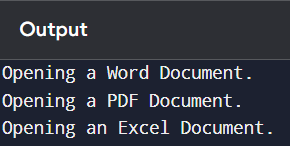 Output
Opening a Word Document.
Opening a PDF Document.
Opening an Excel Document.